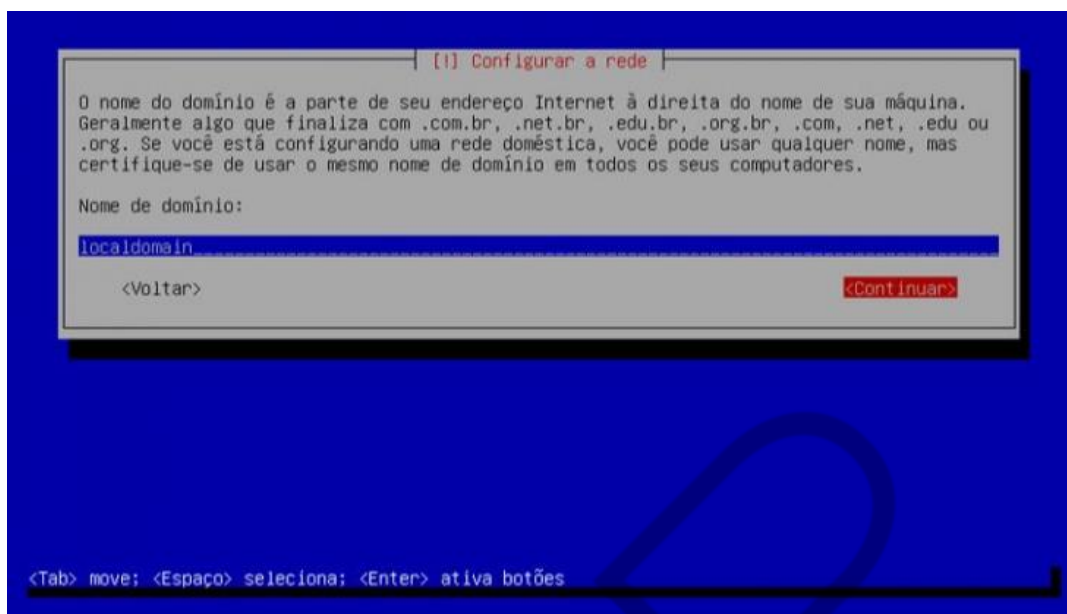 [!] Configurar a rede
O nome do domínio é a parte de seu endereço Internet à direita do nome de sua máquina.
Geralmente algo que finaliza com .com.br, .net.br, .edu.br, .org.br, .com, .net, .edu ou
.org. Se você está configurando uma rede doméstica, você pode usar qualquer nome, mas
certifique-se de usar o mesmo nome de domínio em todos os seus computadores.
Nome de domínio:
localdomain
<Voltar> <Continuar>
<Tab> move; <Espaço> seleciona; <Enter> ativa botões